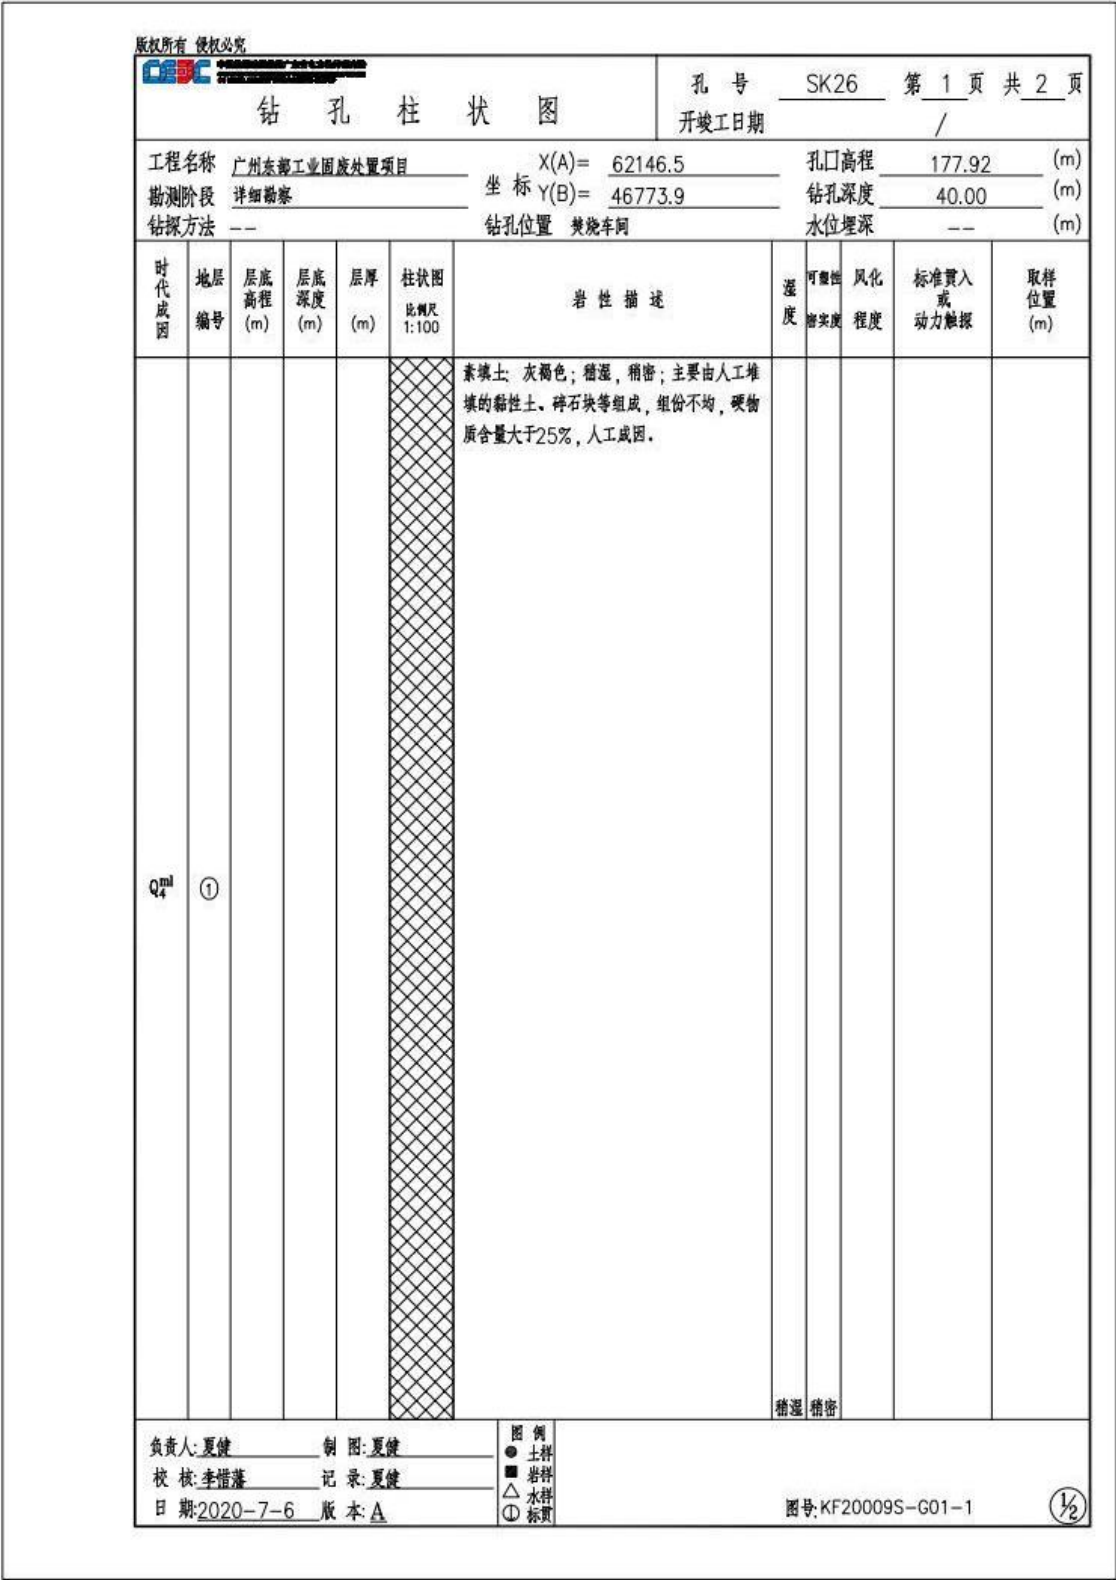 版权所有 侵权必究
CEEC
钻 孔 柱 状 图
孔 号 SK26 第 1 页 共 2 页
开竣工日期 /
工程名称 广州东部工业固废处置项目
勘测阶段 详细勘察
钻探方法 --
坐 标 X(A)= 62146.5
Y(B)= 46773.9
钻孔位置 焚烧车间
孔口高程 177.92 (m)
钻孔深度 40.00 (m)
水位埋深 -- (m)
时代成因
地层编号
层底高程(m)
层底深度(m)
层厚(m)
柱状图
比例尺
1:100
岩 性 描 述
湿度
可塑性
密实度
风化程度
标准贯入
或
动力触探
取样
位置
(m)
素填土: 灰褐色；稍湿，稍密；主要由人工堆
填的黏性土、碎石块等组成，组份不均，硬物
质含量大于25%，人工成因。
Q4ml ①
稍湿 稍密
负责人:夏健 制 图:夏健
校 核:李惜藩 记 录:夏健
日 期:2020-7-6 版 本:A
图 例
土样
岩样
水样
标贯
图号:KF20009S-G01-1
1/2